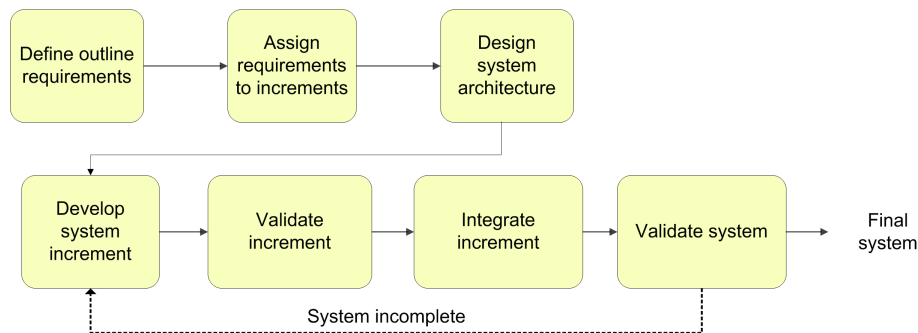 Define outline
requirements
Assign
requirements
to increments
Design
system
architecture
Develop
system
increment
Validate
increment
Integrate
increment
Validate system
Final
system
System incomplete